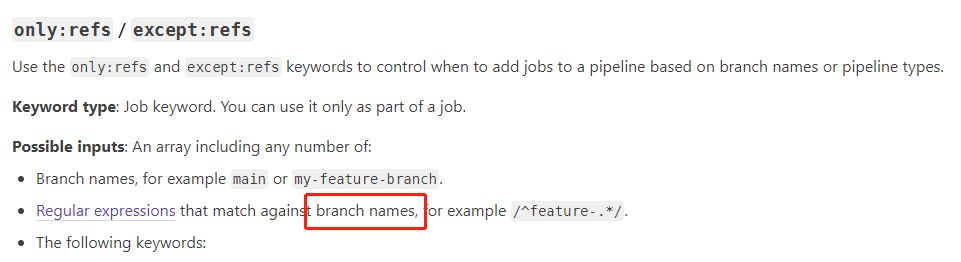 only:refs / except:refs
Use the only:refs and except:refs keywords to control when to add jobs to a pipeline based on branch names or pipeline types.
Keyword type: Job keyword. You can use it only as part of a job.
Possible inputs: An array including any number of:
• Branch names, for example main or my-feature-branch.
• Regular expressions that match against branch names, for example /^feature-.*/.
• The following keywords: